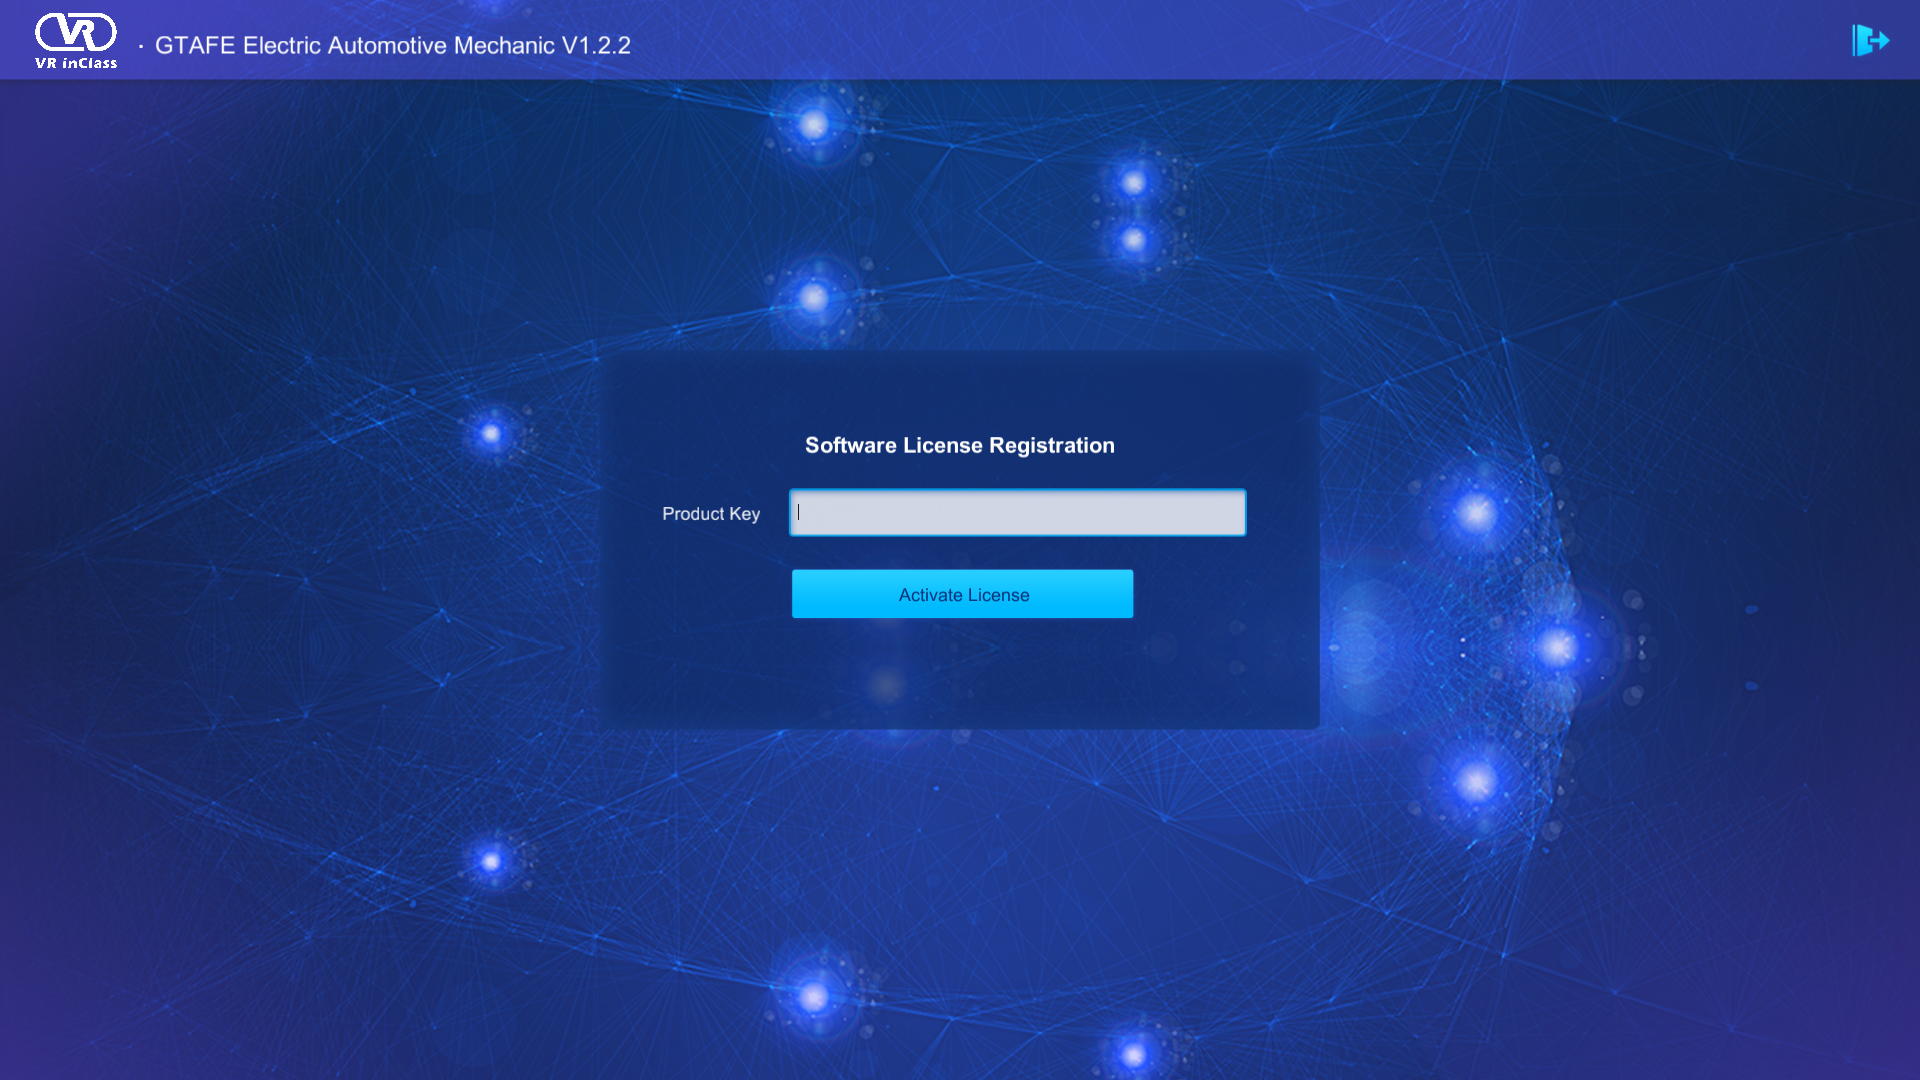 VR
VR inClass
· GTAFE Electric Automotive Mechanic V1.2.2
Software License Registration
Product Key
Activate License